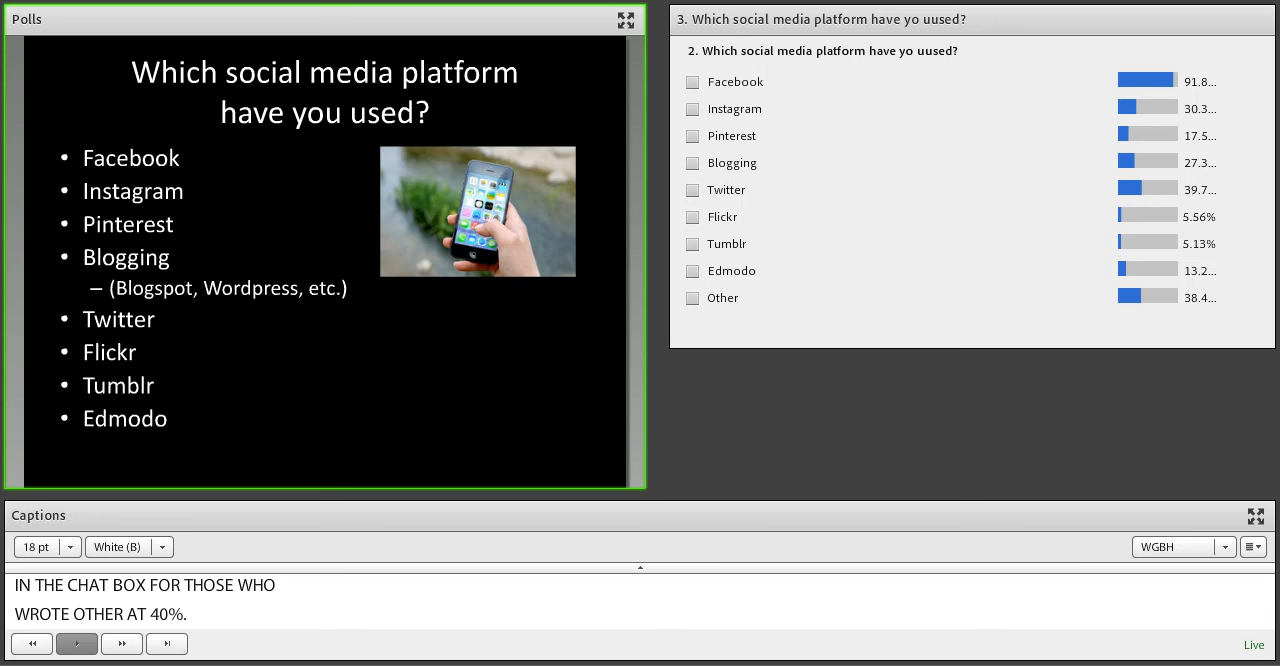 Polls
Which social media platform
have you used?
• Facebook
• Instagram
• Pinterest
• Blogging
– (Blogspot, Wordpress, etc.)
• Twitter
• Flickr
• Tumblr
• Edmodo
3. Which social media platform have yo uused?
2. Which social media platform have yo uused?
Facebook 91.8...
Instagram 30.3...
Pinterest 17.5...
Blogging 27.3...
Twitter 39.7...
Flickr 5.56%
Tumblr 5.13%
Edmodo 13.2...
Other 38.4...
Captions
18 pt White (B) WGBH
IN THE CHAT BOX FOR THOSE WHO
WROTE OTHER AT 40%.
Live